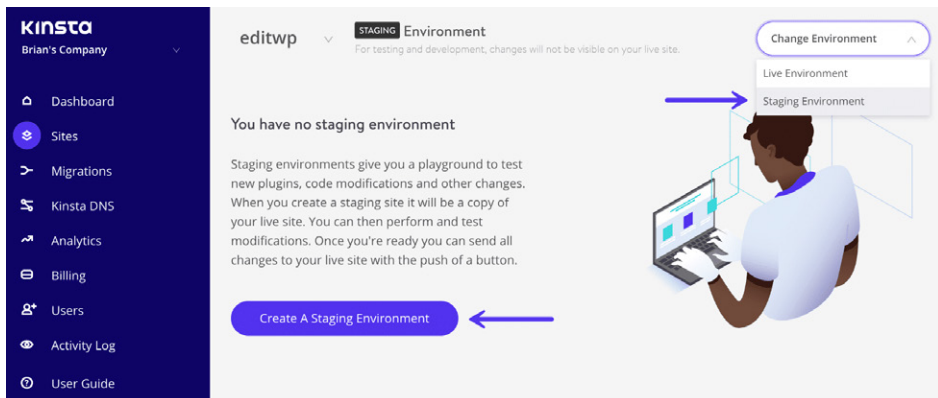 KINSTA
Brian's Company
Dashboard
Sites
Migrations
Kinsta DNS
Analytics
Billing
Users
Activity Log
User Guide
editwp
STAGING Environment
For testing and development, changes will not be visible on your live site.
Change Environment
Live Environment
Staging Environment
You have no staging environment
Staging environments give you a playground to test
new plugins, code modifications and other changes.
When you create a staging site it will be a copy of
your live site. You can then perform and test
modifications. Once you're ready you can send all
changes to your live site with the push of a button.
Create A Staging Environment